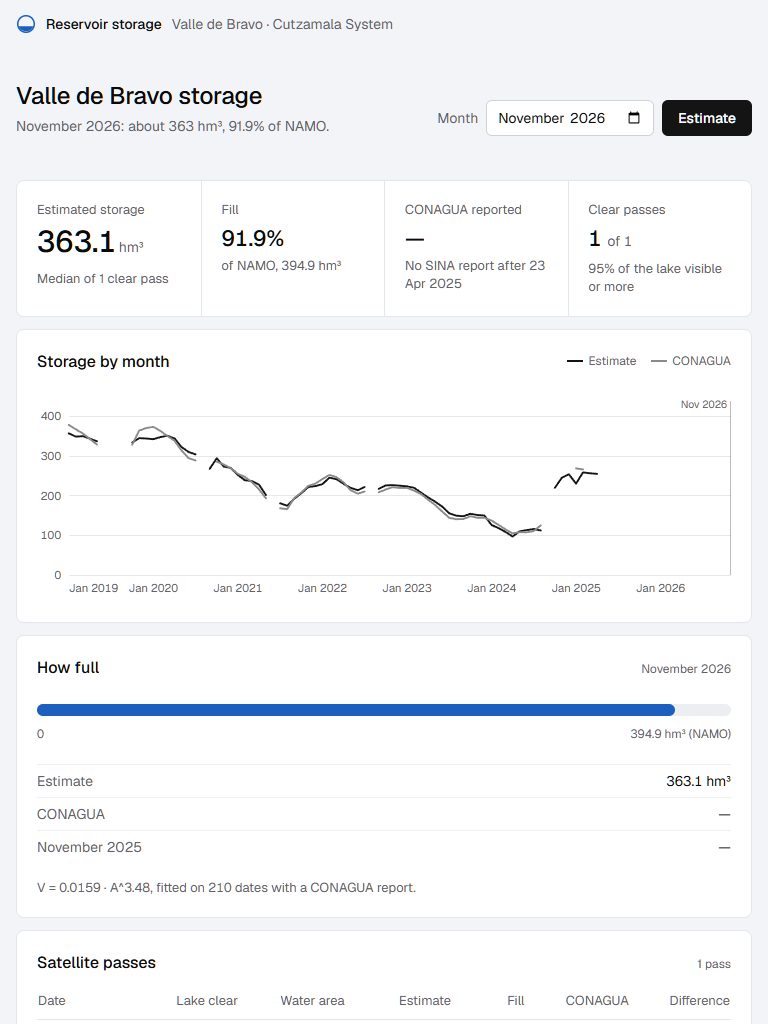 Reservoir storage Valle de Bravo · Cutzamala System
Valle de Bravo storage
November 2026: about 363 hm³, 91.9% of NAMO.
Month November 2026 Estimate
Estimated storage
363.1 hm³
Median of 1 clear pass
Fill
91.9%
of NAMO, 394.9 hm³
CONAGUA reported
—
No SINA report after 23
Apr 2025
Clear passes
1 of 1
95% of the lake visible
or more
Storage by month
Estimate CONAGUA
Nov 2026
400
300
200
100
0
Jan 2019 Jan 2020 Jan 2021 Jan 2022 Jan 2023 Jan 2024 Jan 2025 Jan 2026
How full November 2026
0 394.9 hm³ (NAMO)
Estimate 363.1 hm³
CONAGUA —
November 2025 —
V = 0.0159 · A^3.48, fitted on 210 dates with a CONAGUA report.
Satellite passes 1 pass
Date Lake clear Water area Estimate Fill CONAGUA Difference